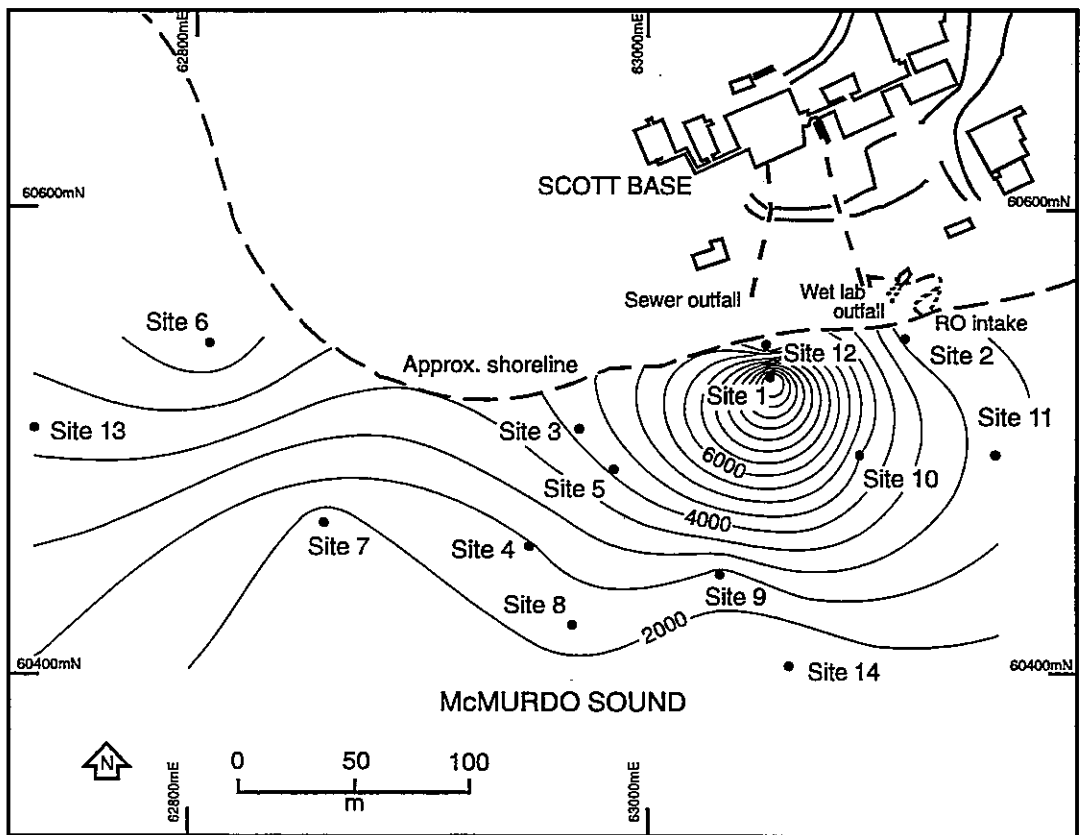 62800mE
63000mE
SCOTT BASE
60600mN
60600mN
Sewer outfall
Wet lab
outfall
RO intake
Site 6
Approx. shoreline
Site 12
Site 2
Site 1
Site 11
Site 13
Site 3
6000
Site 10
Site 5
4000
Site 7
Site 4
Site 9
Site 8
2000
60400mN
60400mN
Site 14
McMURDO SOUND
N
0 50 100
m
62800mE
63000mE